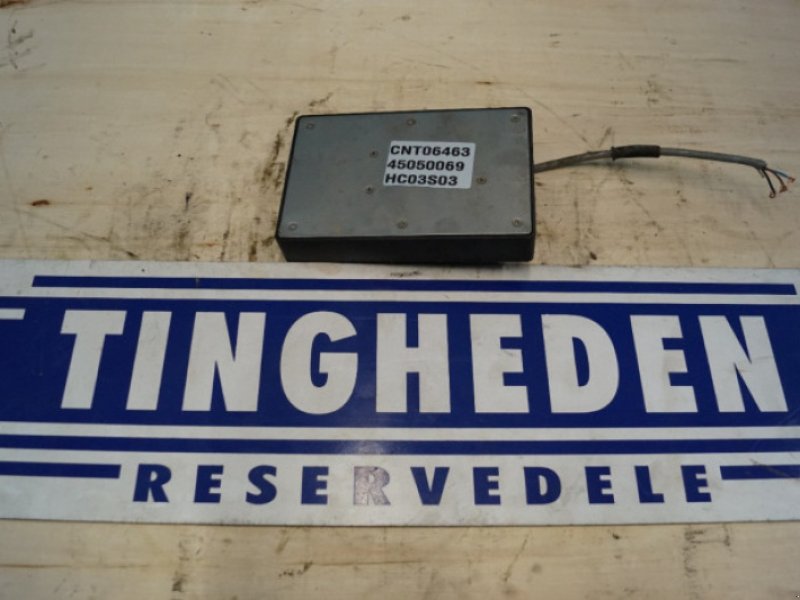 CNT06463
45050069
HC03S03
TINGHEDEN
RESERVEDELE